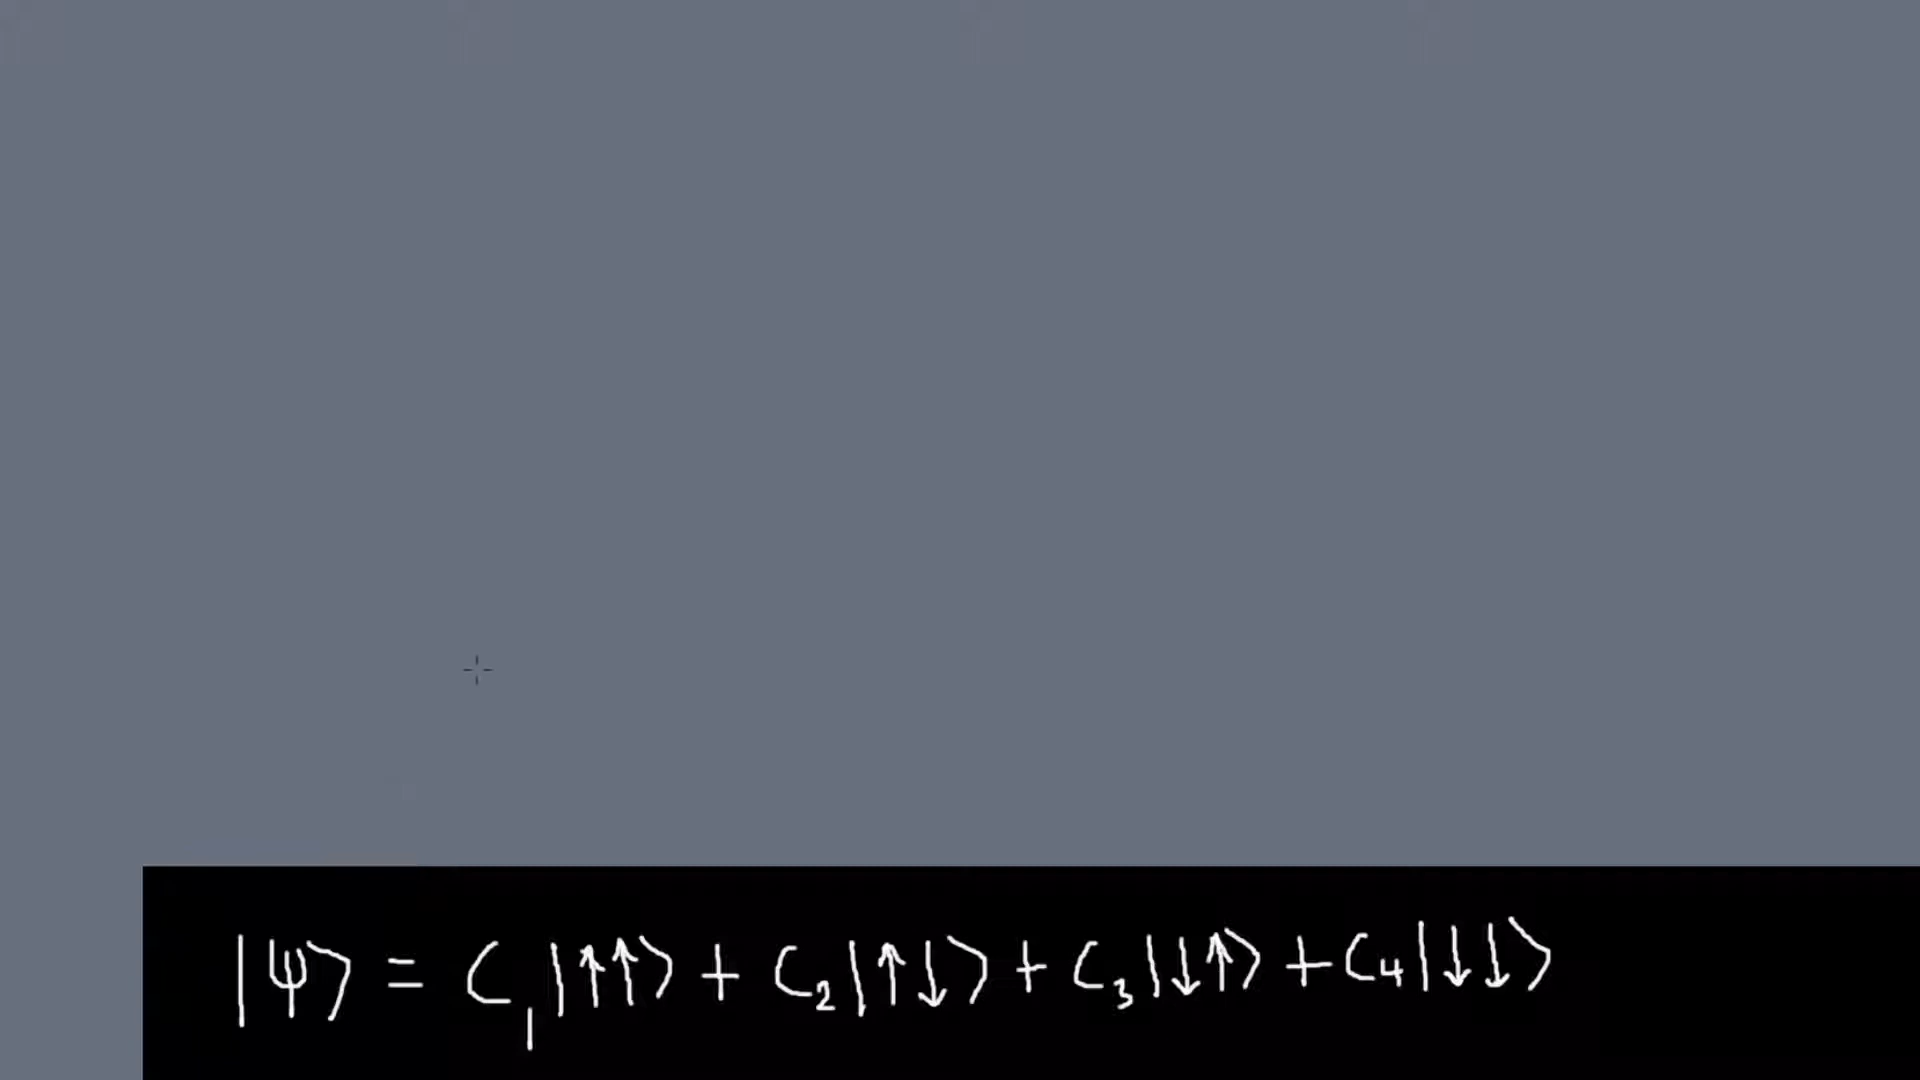 |ψ⟩ = C₁|↑↑⟩ + C₂|↑↓⟩ + C₃|↓↑⟩ + C₄|↓↓⟩